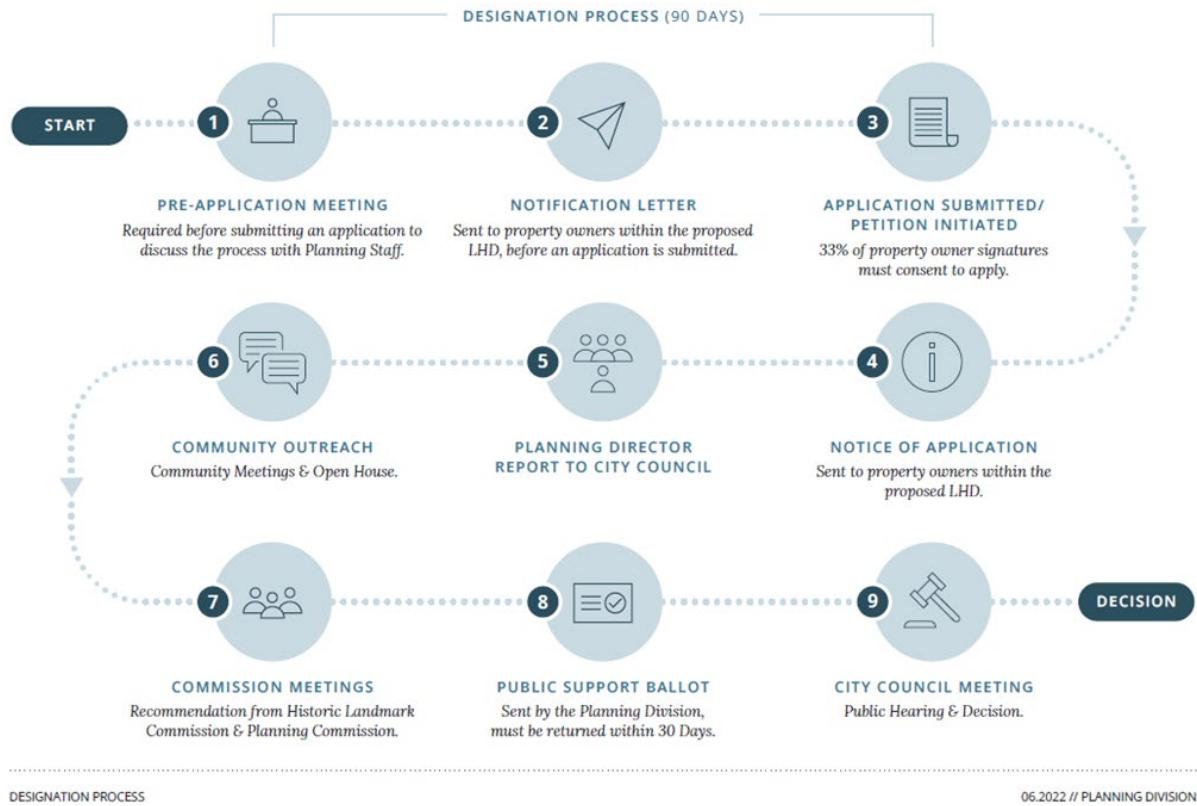 DESIGNATION PROCESS (90 DAYS)
START
1
2
3
PRE-APPLICATION MEETING
Required before submitting an application to
discuss the process with Planning Staff.
NOTIFICATION LETTER
Sent to property owners within the proposed
LHD, before an application is submitted.
APPLICATION SUBMITTED/
PETITION INITIATED
33% of property owner signatures
must consent to apply.
6
5
4
COMMUNITY OUTREACH
Community Meetings & Open House.
PLANNING DIRECTOR
REPORT TO CITY COUNCIL
NOTICE OF APPLICATION
Sent to property owners within the
proposed LHD.
7
8
9
DECISION
COMMISSION MEETINGS
Recommendation from Historic Landmark
Commission & Planning Commission.
PUBLIC SUPPORT BALLOT
Sent by the Planning Division,
must be returned within 30 Days.
CITY COUNCIL MEETING
Public Hearing & Decision.
DESIGNATION PROCESS
06.2022 // PLANNING DIVISION